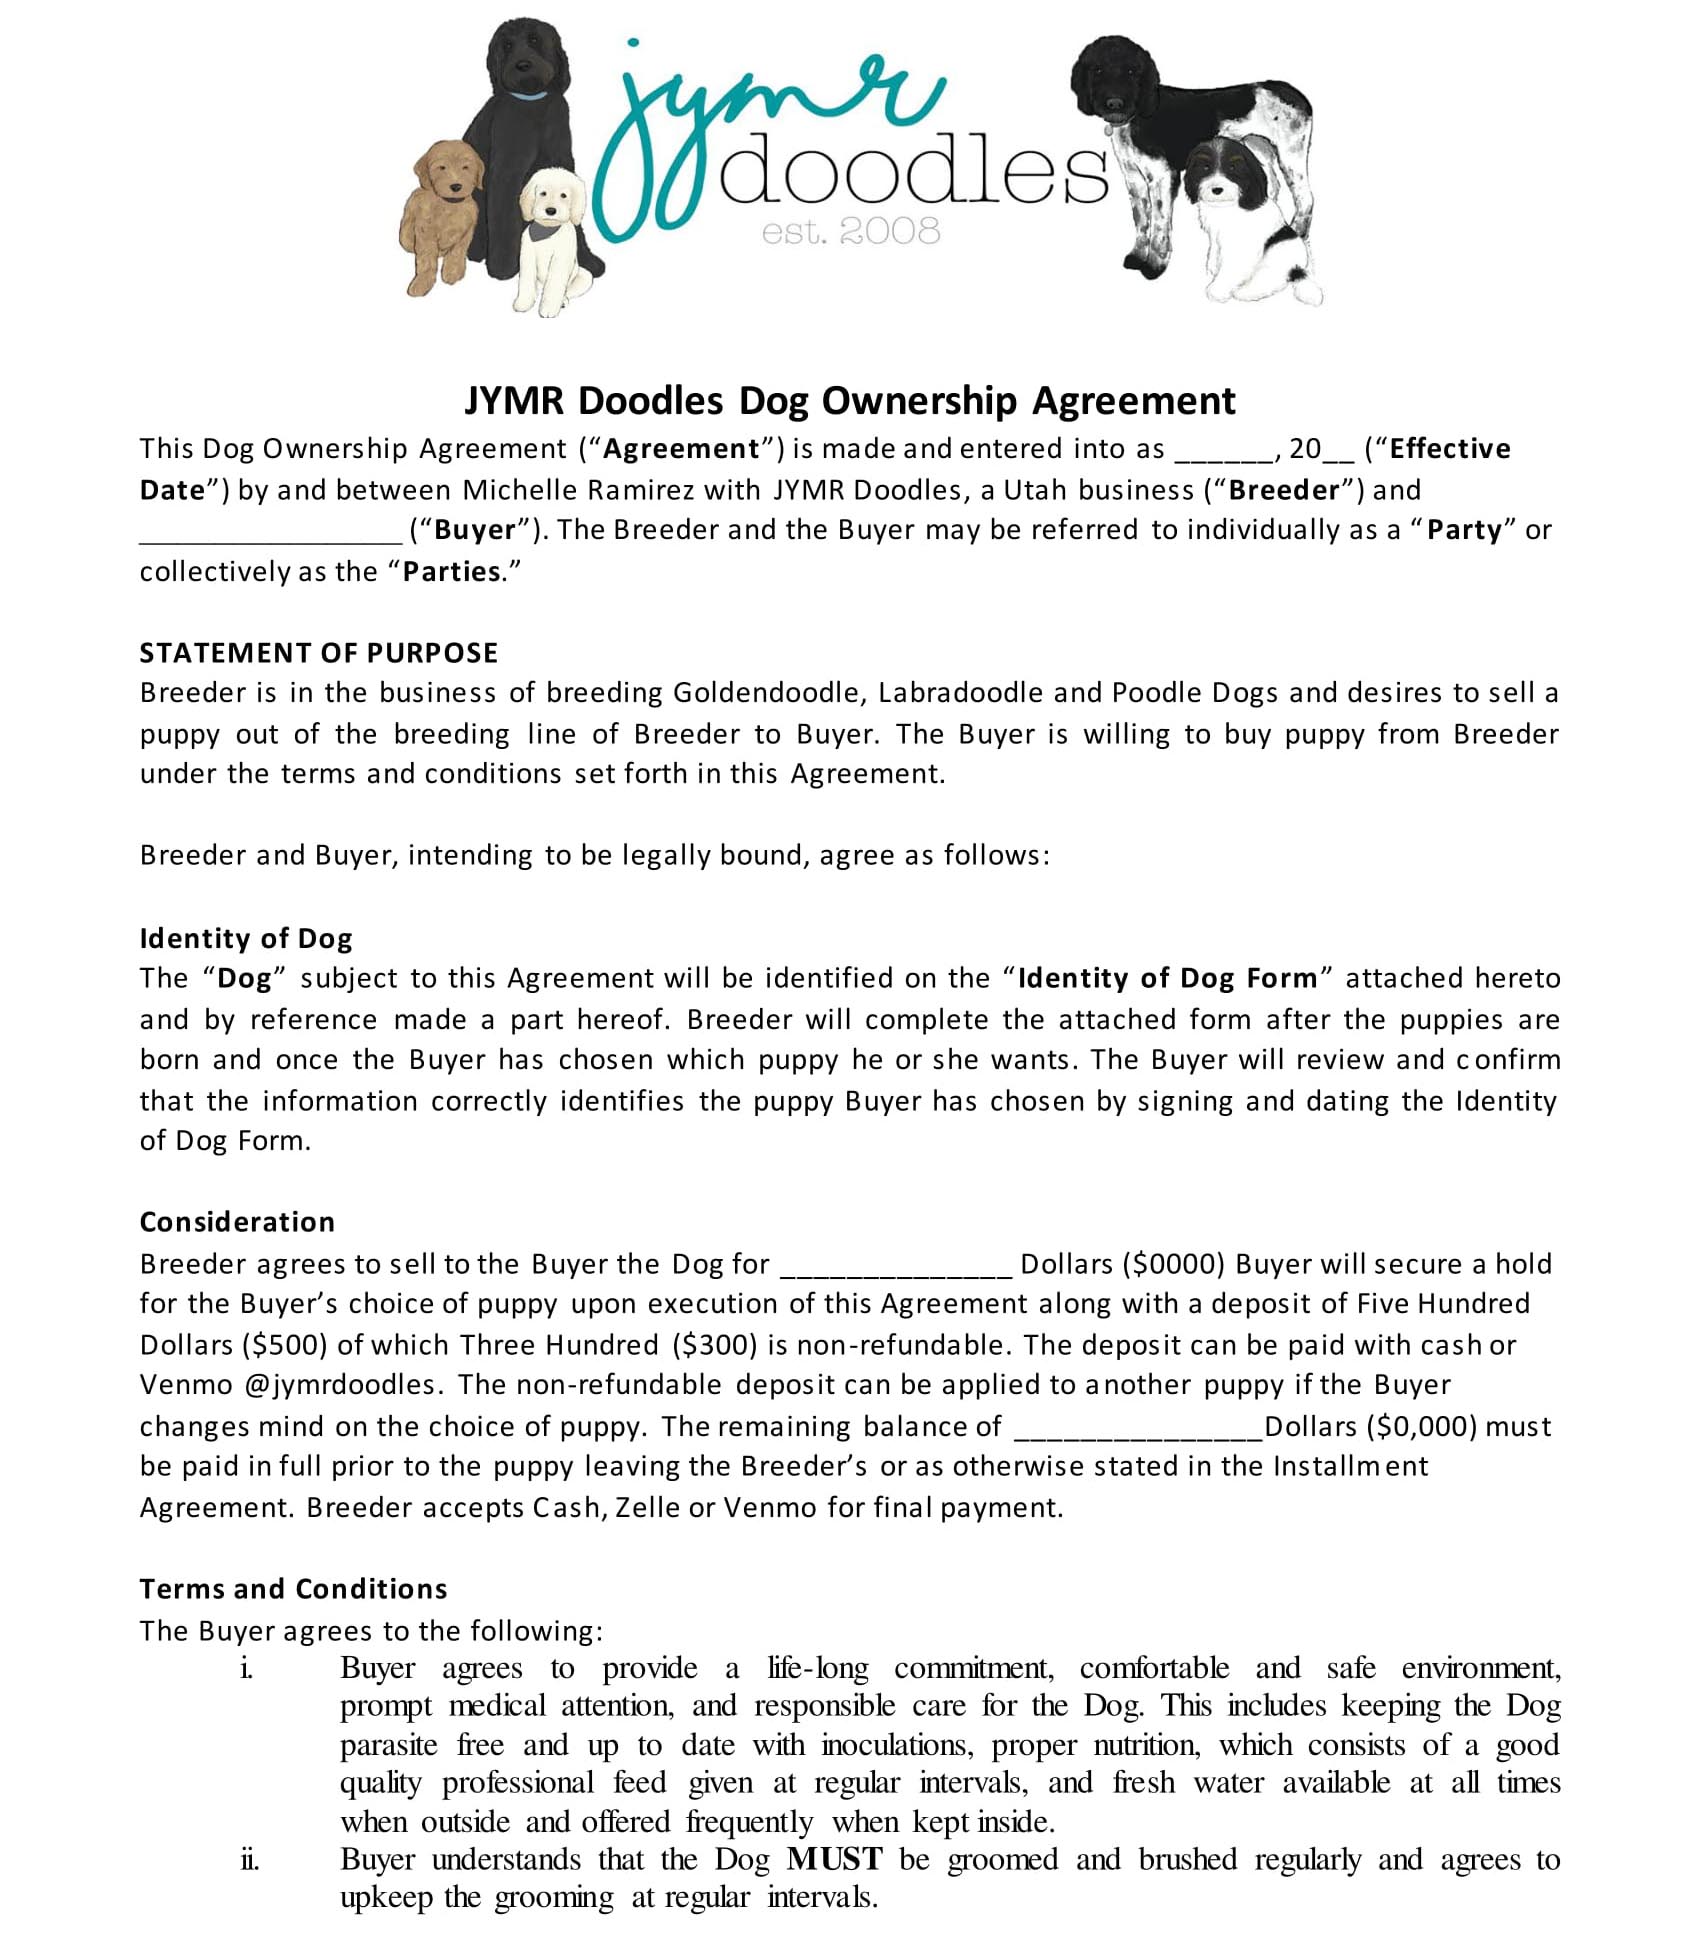 jymr
doodles
est. 2008
JYMR Doodles Dog Ownership Agreement
This Dog Ownership Agreement (“Agreement”) is made and entered into as ______, 20__ (“Effective
Date”) by and between Michelle Ramirez with JYMR Doodles, a Utah business (“Breeder”) and
________________ (“Buyer”). The Breeder and the Buyer may be referred to individually as a “Party” or
collectively as the “Parties.”
STATEMENT OF PURPOSE
Breeder is in the business of breeding Goldendoodle, Labradoodle and Poodle Dogs and desires to sell a
puppy out of the breeding line of Breeder to Buyer. The Buyer is willing to buy puppy from Breeder
under the terms and conditions set forth in this Agreement.
Breeder and Buyer, intending to be legally bound, agree as follows:
Identity of Dog
The “Dog” subject to this Agreement will be identified on the “Identity of Dog Form” attached hereto
and by reference made a part hereof. Breeder will complete the attached form after the puppies are
born and once the Buyer has chosen which puppy he or she wants. The Buyer will review and confirm
that the information correctly identifies the puppy Buyer has chosen by signing and dating the Identity
of Dog Form.
Consideration
Breeder agrees to sell to the Buyer the Dog for ______________ Dollars ($0000) Buyer will secure a hold
for the Buyer’s choice of puppy upon execution of this Agreement along with a deposit of Five Hundred
Dollars ($500) of which Three Hundred ($300) is non-refundable. The deposit can be paid with cash or
Venmo @jymrdoodles. The non-refundable deposit can be applied to another puppy if the Buyer
changes mind on the choice of puppy. The remaining balance of _______________Dollars ($0,000) must
be paid in full prior to the puppy leaving the Breeder’s or as otherwise stated in the Installment
Agreement. Breeder accepts Cash, Zelle or Venmo for final payment.
Terms and Conditions
The Buyer agrees to the following:
i. Buyer agrees to provide a life-long commitment, comfortable and safe environment,
prompt medical attention, and responsible care for the Dog. This includes keeping the Dog
parasite free and up to date with inoculations, proper nutrition, which consists of a good
quality professional feed given at regular intervals, and fresh water available at all times
when outside and offered frequently when kept inside.
ii. Buyer understands that the Dog MUST be groomed and brushed regularly and agrees to
upkeep the grooming at regular intervals.